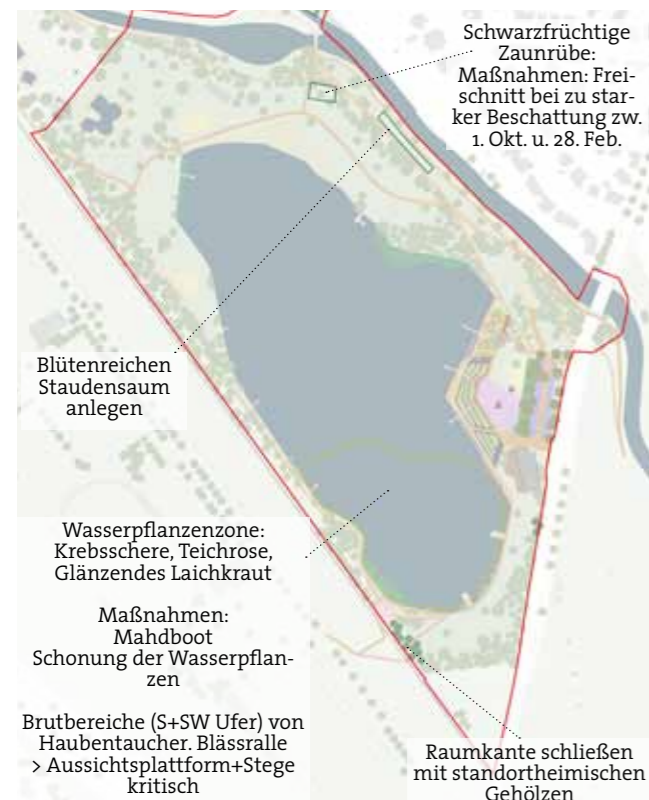 Schwarzfrüchtige
Zaunrübe:
Maßnahmen: Frei-
schnitt bei zu star-
ker Beschattung zw.
1. Okt. u. 28. Feb.
Blütenreichen
Staudensaum
anlegen
Wasserpflanzenzone:
Krebsschere, Teichrose,
Glänzendes Laichkraut
Maßnahmen:
Mahdboot
Schonung der Wasserpflan-
zen
Brutbereiche (S+SW Ufer) von
Haubentaucher. Blässralle
> Aussichtsplattform+Stege
kritisch
Raumkante schließen
mit standortheimischen
Gehölzen